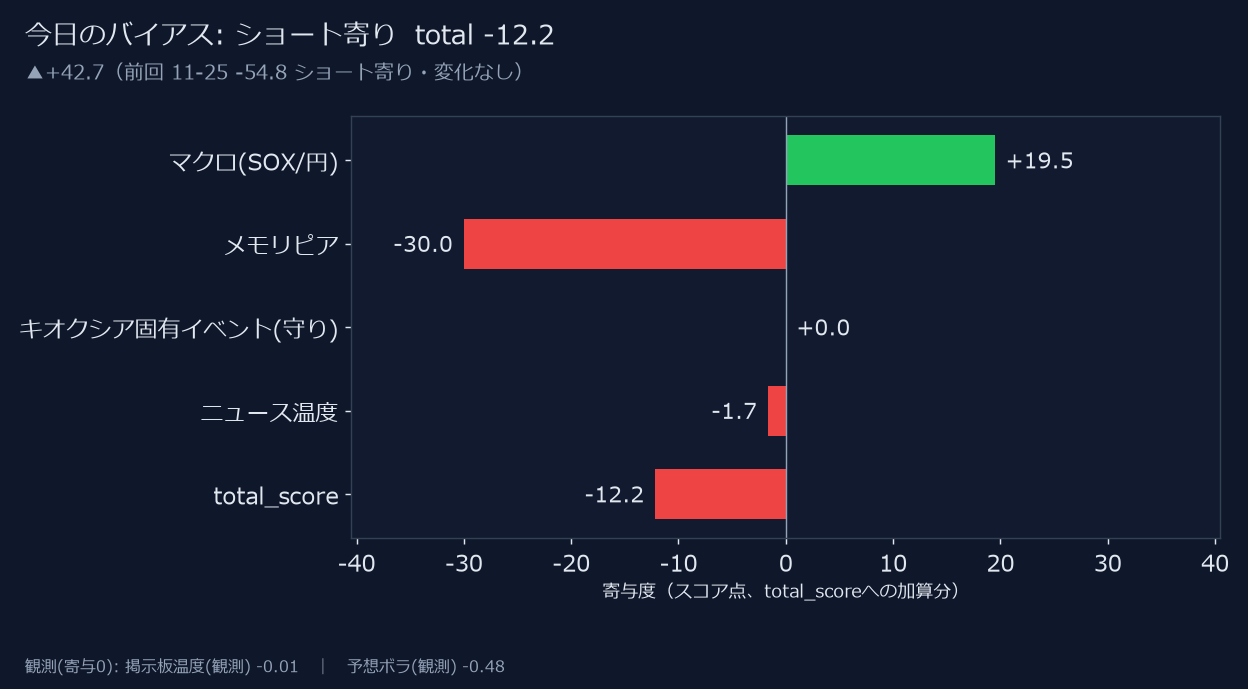 今日のバイアス: ショート寄り  total -12.2
▲+42.7（前回 11-25 -54.8 ショート寄り・変化なし）
マクロ(SOX/円)
+19.5
メモリピア
-30.0
キオクシア固有イベント(守り)
+0.0
ニュース温度
-1.7
total_score
-12.2
-40 -30 -20 -10 0 10 20 30 40
寄与度（スコア点、total_scoreへの加算分）
観測(寄与0): 掲示板温度(観測) -0.01 ｜ 予想ボラ(観測) -0.48